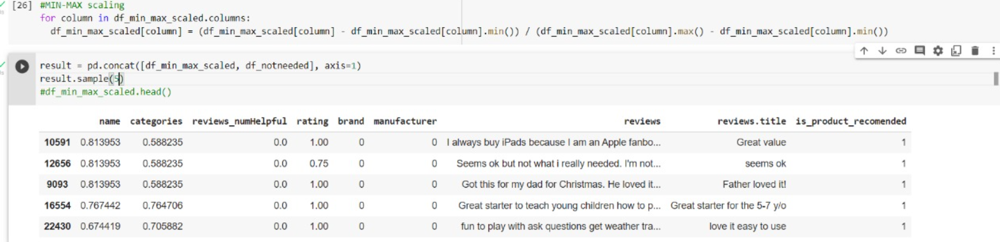 [26] #MIN-MAX scaling
for column in df_min_max_scaled.columns:
df_min_max_scaled[column] = (df_min_max_scaled[column] - df_min_max_scaled[column].min()) / (df_min_max_scaled[column].max() - df_min_max_scaled[column].min())
result = pd.concat([df_min_max_scaled, df_notneeded], axis=1)
result.sample(5)
#df_min_max_scaled.head()
name categories reviews_numHelpful rating brand manufacturer reviews reviews.title is_product_recomended
10591 0.813953 0.588235 0.0 1.00 0 0 I always buy iPads because I am an Apple fanbo... Great value 1
12656 0.813953 0.588235 0.0 0.75 0 0 Seems ok but not what i really needed. I'm not... seems ok 1
9093 0.813953 0.588235 0.0 1.00 0 0 Got this for my dad for Christmas. He loved it... Father loved it! 1
16554 0.767442 0.764706 0.0 1.00 0 0 Great starter to teach young children how to p... Great starter for the 5-7 y/o 1
22430 0.674419 0.705882 0.0 1.00 0 0 fun to play with ask questions get weather tra... love it easy to use 1